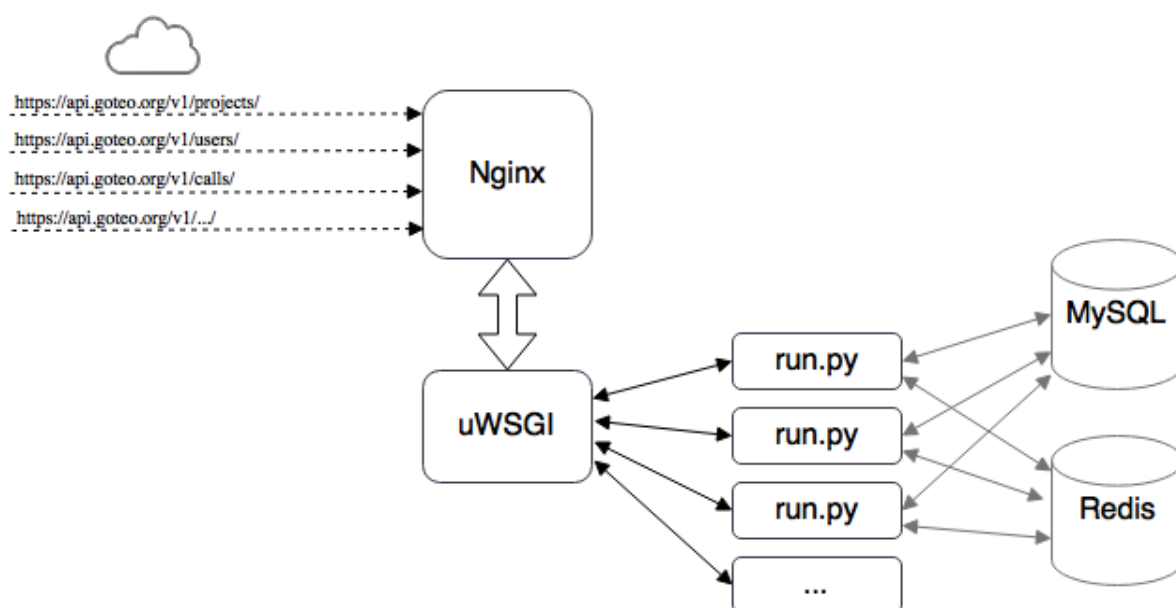 https://api.goteo.org/v1/projects/
https://api.goteo.org/v1/users/
https://api.goteo.org/v1/calls/
https://api.goteo.org/v1/.../
Nginx
uWSGI
run.py
run.py
run.py
...
MySQL
Redis